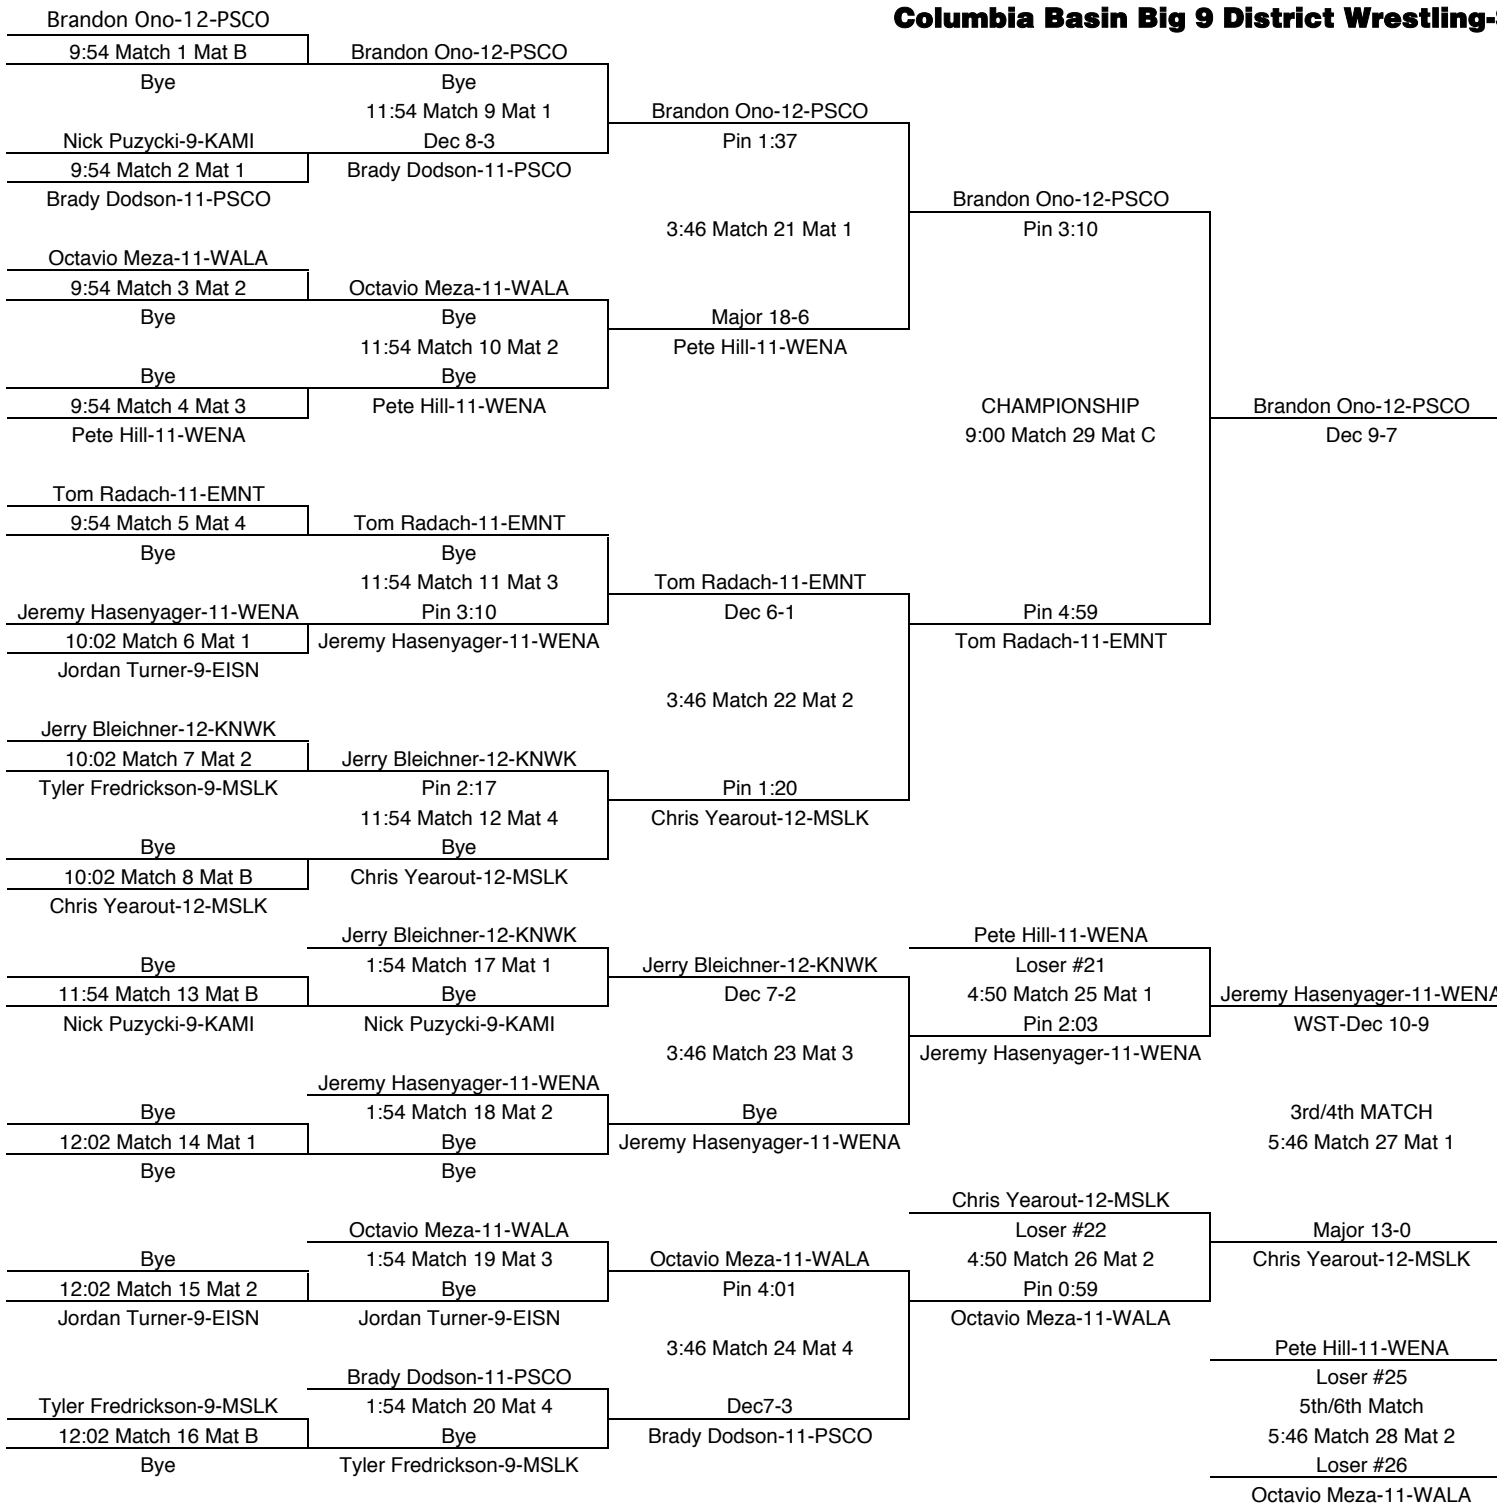 Columbia Basin Big 9 District Wrestling-
Brandon Ono-12-PSCO
9:54 Match 1 Mat B
Bye
Nick Puzycki-9-KAMI
9:54 Match 2 Mat 1
Brady Dodson-11-PSCO
Octavio Meza-11-WALA
9:54 Match 3 Mat 2
Bye
Bye
9:54 Match 4 Mat 3
Pete Hill-11-WENA
Tom Radach-11-EMNT
9:54 Match 5 Mat 4
Bye
Jeremy Hasenyager-11-WENA
10:02 Match 6 Mat 1
Jordan Turner-9-EISN
Jerry Bleichner-12-KNWK
10:02 Match 7 Mat 2
Tyler Fredrickson-9-MSLK
Bye
10:02 Match 8 Mat B
Chris Yearout-12-MSLK
Brandon Ono-12-PSCO
Bye
11:54 Match 9 Mat 1
Dec 8-3
Brady Dodson-11-PSCO
Octavio Meza-11-WALA
Bye
11:54 Match 10 Mat 2
Bye
Pete Hill-11-WENA
Tom Radach-11-EMNT
Bye
11:54 Match 11 Mat 3
Pin 3:10
Jeremy Hasenyager-11-WENA
Jerry Bleichner-12-KNWK
Pin 2:17
11:54 Match 12 Mat 4
Bye
Chris Yearout-12-MSLK
Brandon Ono-12-PSCO
Pin 1:37
3:46 Match 21 Mat 1
Major 18-6
Pete Hill-11-WENA
Tom Radach-11-EMNT
Dec 6-1
3:46 Match 22 Mat 2
Pin 1:20
Chris Yearout-12-MSLK
Brandon Ono-12-PSCO
Pin 3:10
CHAMPIONSHIP
9:00 Match 29 Mat C
Pin 4:59
Tom Radach-11-EMNT
Brandon Ono-12-PSCO
Dec 9-7
Bye
11:54 Match 13 Mat B
Nick Puzycki-9-KAMI
Bye
12:02 Match 14 Mat 1
Bye
Bye
12:02 Match 15 Mat 2
Jordan Turner-9-EISN
Tyler Fredrickson-9-MSLK
12:02 Match 16 Mat B
Bye
Jerry Bleichner-12-KNWK
1:54 Match 17 Mat 1
Bye
Nick Puzycki-9-KAMI
Jeremy Hasenyager-11-WENA
1:54 Match 18 Mat 2
Bye
Bye
Octavio Meza-11-WALA
1:54 Match 19 Mat 3
Bye
Jordan Turner-9-EISN
Brady Dodson-11-PSCO
1:54 Match 20 Mat 4
Bye
Tyler Fredrickson-9-MSLK
Jerry Bleichner-12-KNWK
Dec 7-2
3:46 Match 23 Mat 3
Bye
Jeremy Hasenyager-11-WENA
Octavio Meza-11-WALA
Pin 4:01
3:46 Match 24 Mat 4
Dec7-3
Brady Dodson-11-PSCO
Pete Hill-11-WENA
Loser #21
4:50 Match 25 Mat 1
Pin 2:03
Jeremy Hasenyager-11-WENA
Chris Yearout-12-MSLK
Loser #22
4:50 Match 26 Mat 2
Pin 0:59
Octavio Meza-11-WALA
Jeremy Hasenyager-11-WENA
WST-Dec 10-9
3rd/4th MATCH
5:46 Match 27 Mat 1
Major 13-0
Chris Yearout-12-MSLK
Pete Hill-11-WENA
Loser #25
5th/6th Match
5:46 Match 28 Mat 2
Loser #26
Octavio Meza-11-WALA